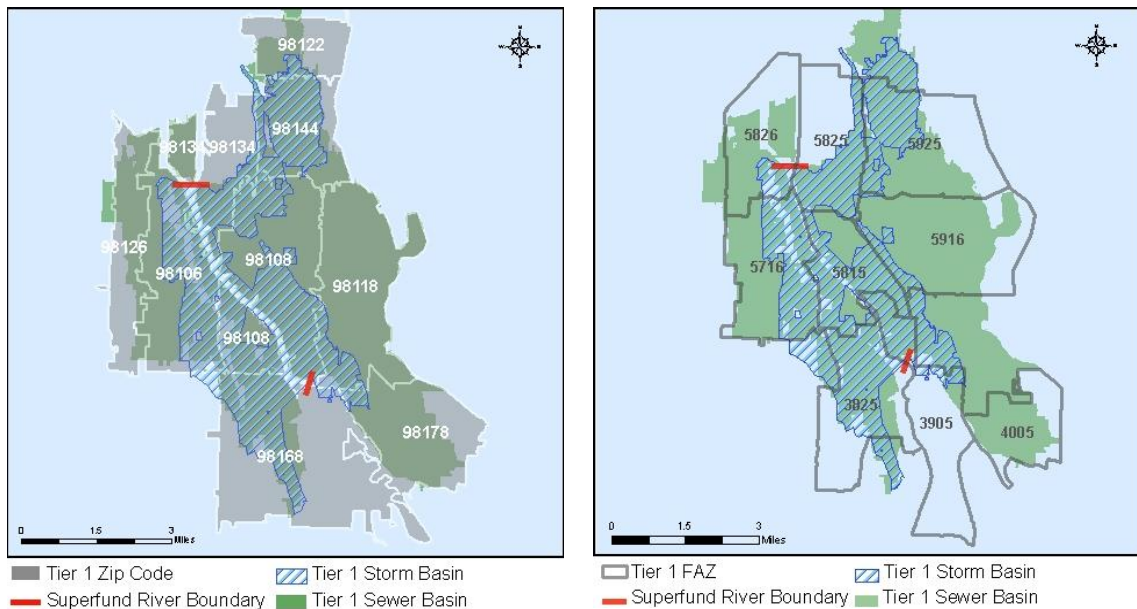 N
W E
S
98122
98144
98134 98134
98126
98106 98108
98118
98108
98178
98168
0 1.5 3
Miles
Tier 1 Zip Code Tier 1 Storm Basin
Superfund River Boundary Tier 1 Sewer Basin
N
W E
S
5826 5825
5925
5916
5716 5815
3825
3905
4005
0 1.5 3
Miles
Tier 1 FAZ Tier 1 Storm Basin
Superfund River Boundary Tier 1 Sewer Basin